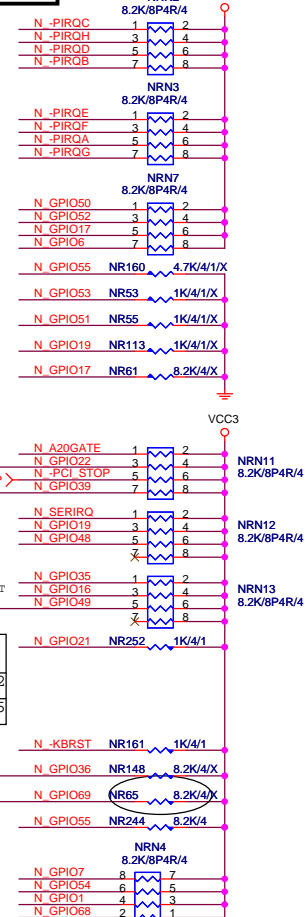 8.2K/8P4R/4
N_-PIRQC 1 2
N_-PIRQH 3 4
N_-PIRQD 5 6
N_-PIRQB 7 8
NRN3
8.2K/8P4R/4
N_-PIRQE 1 2
N_-PIRQF 3 4
N_-PIRQA 5 6
N_-PIRQG 7 8
NRN7
8.2K/8P4R/4
N_GPIO50 1 2
N_GPIO52 3 4
N_GPIO17 5 6
N_GPIO6 7 8
N_GPIO55 NR160 4.7K/4/1/X
N_GPIO53 NR53 1K/4/1/X
N_GPIO51 NR55 1K/4/1/X
N_GPIO19 NR113 1K/4/1/X
N_GPIO17 NR61 8.2K/4/X
VCC3
N_A20GATE 1 2
N_GPIO22 3 4 NRN11
N_-PCI_STOP 5 6 8.2K/8P4R/4
N_GPIO39 7 8
N_SERIRQ 1 2
N_GPIO19 3 4 NRN12
N_GPIO48 5 6 8.2K/8P4R/4
7 8
N_GPIO35 1 2
N_GPIO16 3 4 NRN13
N_GPIO49 5 6 8.2K/8P4R/4
7 8
N_GPIO21 NR252 1K/4/1
N_-KBRST NR161 1K/4/1
N_GPIO36 NR148 8.2K/4/X
N_GPIO69 NR65 8.2K/4/X
N_GPIO55 NR244 8.2K/4
NRN4
8.2K/8P4R/4
N_GPIO7 8 7
N_GPIO54 6 5
N_GPIO1 4 3
N_GPIO68 2 1